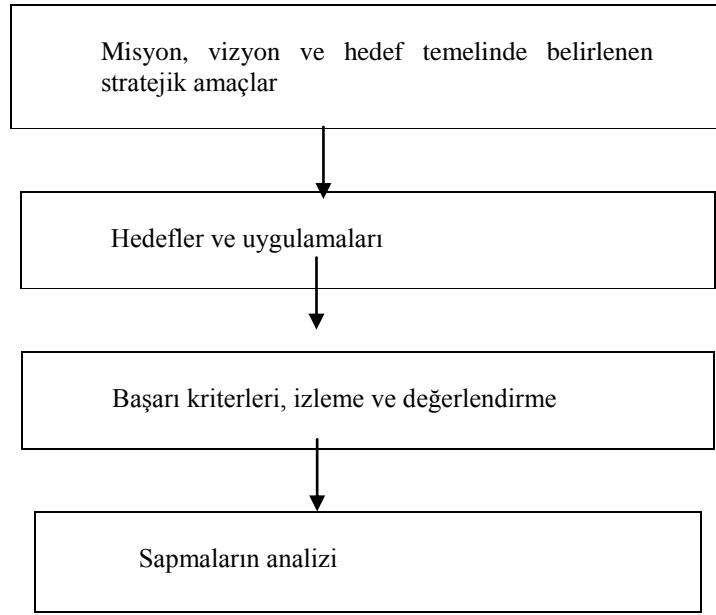 Misyon, vizyon ve hedef temelinde belirlenen
stratejik amaçlar
Hedefler ve uygulamaları
Başarı kriterleri, izleme ve değerlendirme
Sapmaların analizi